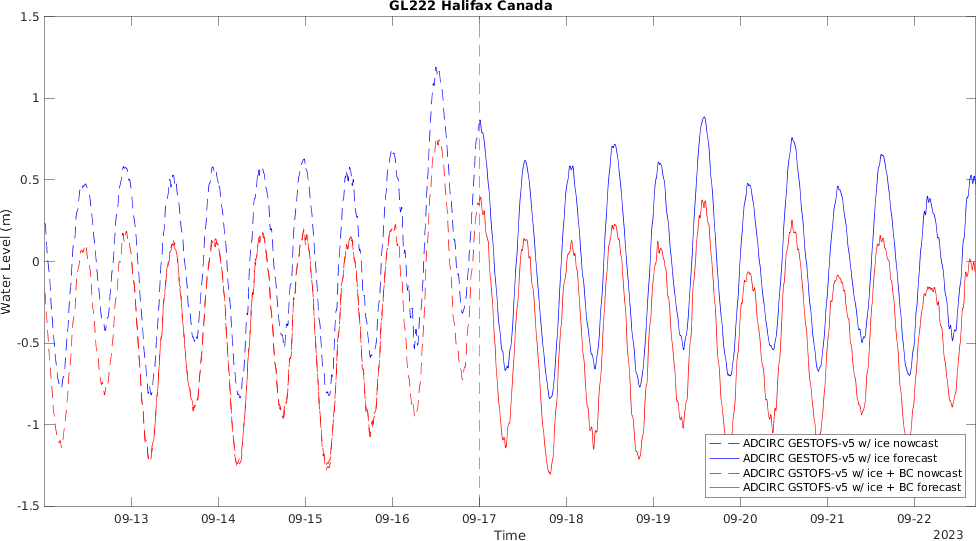 GL222 Halifax Canada
1.5
1
0.5
0
-0.5
-1
-1.5
Water Level (m)
ADCIRC GESTOFS-v5 w/ ice nowcast
ADCIRC GESTOFS-v5 w/ ice forecast
ADCIRC GSTOFS-v5 w/ ice + BC nowcast
ADCIRC GSTOFS-v5 w/ ice + BC forecast
09-13 09-14 09-15 09-16 09-17 09-18 09-19 09-20 09-21 09-22
Time
2023